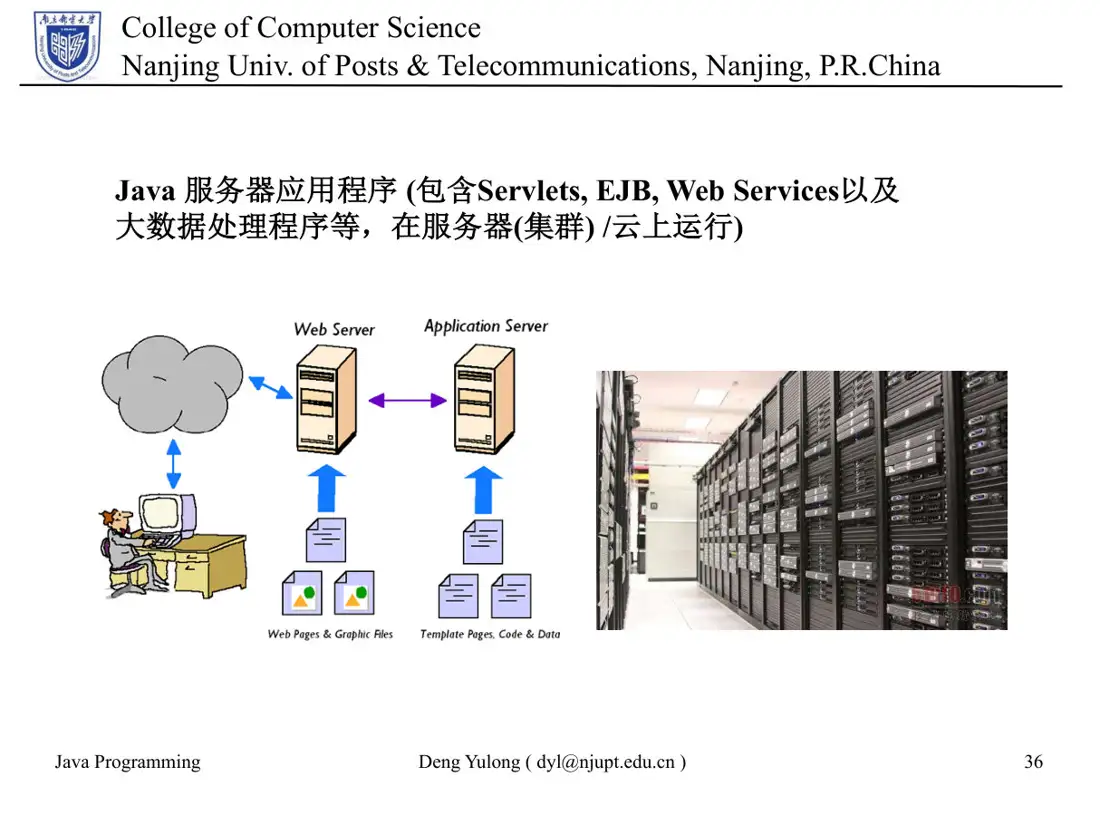 College of Computer Science
Nanjing Univ. of Posts & Telecommunications, Nanjing, P.R.China
Java 服务器应用程序 (包含Servlets, EJB, Web Services以及
大数据处理程序等，在服务器(集群) /云上运行)
Web Server
Application Server
Web Pages & Graphic Files
Template Pages, Code & Data
Java Programming
Deng Yulong ( dyl@njupt.edu.cn )
36